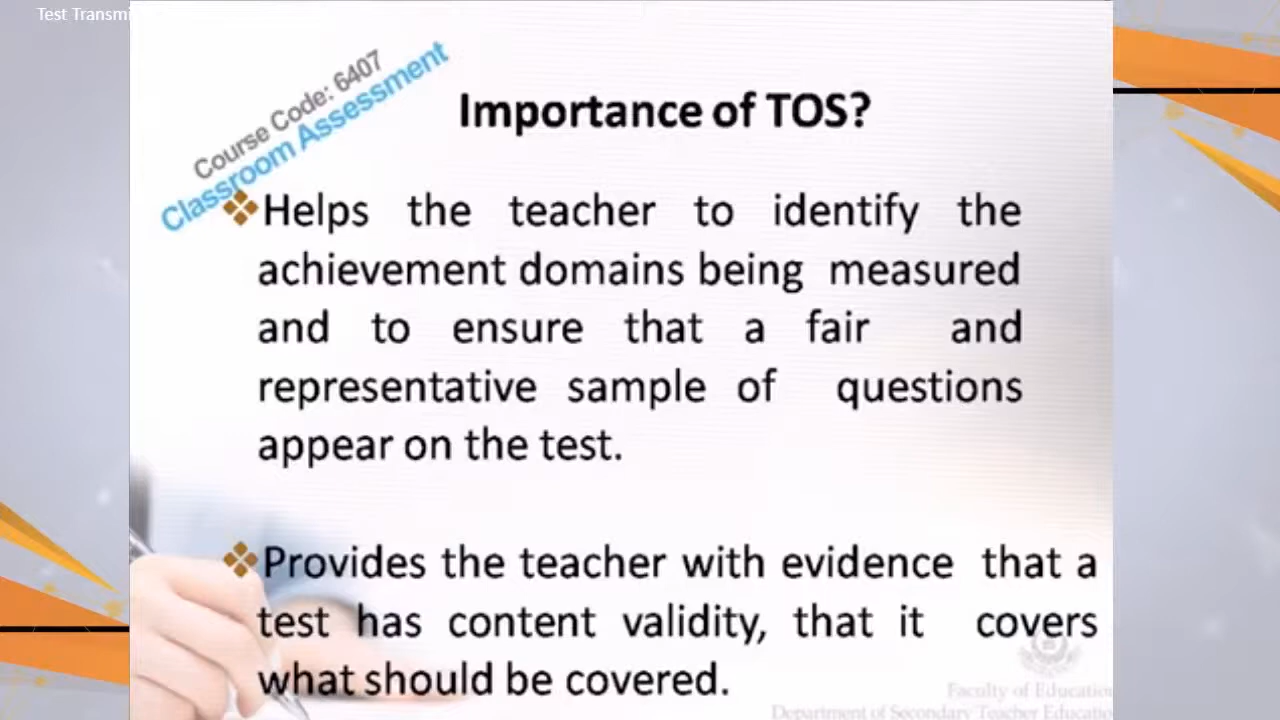 Test Transmi
Course Code: 6407
Classroom Assessment
Importance of TOS?
Helps the teacher to identify the
achievement domains being measured
and to ensure that a fair and
representative sample of questions
appear on the test.
Provides the teacher with evidence that a
test has content validity, that it covers
what should be covered.
Faculty of Education
Department of Secondary Teacher Educatio